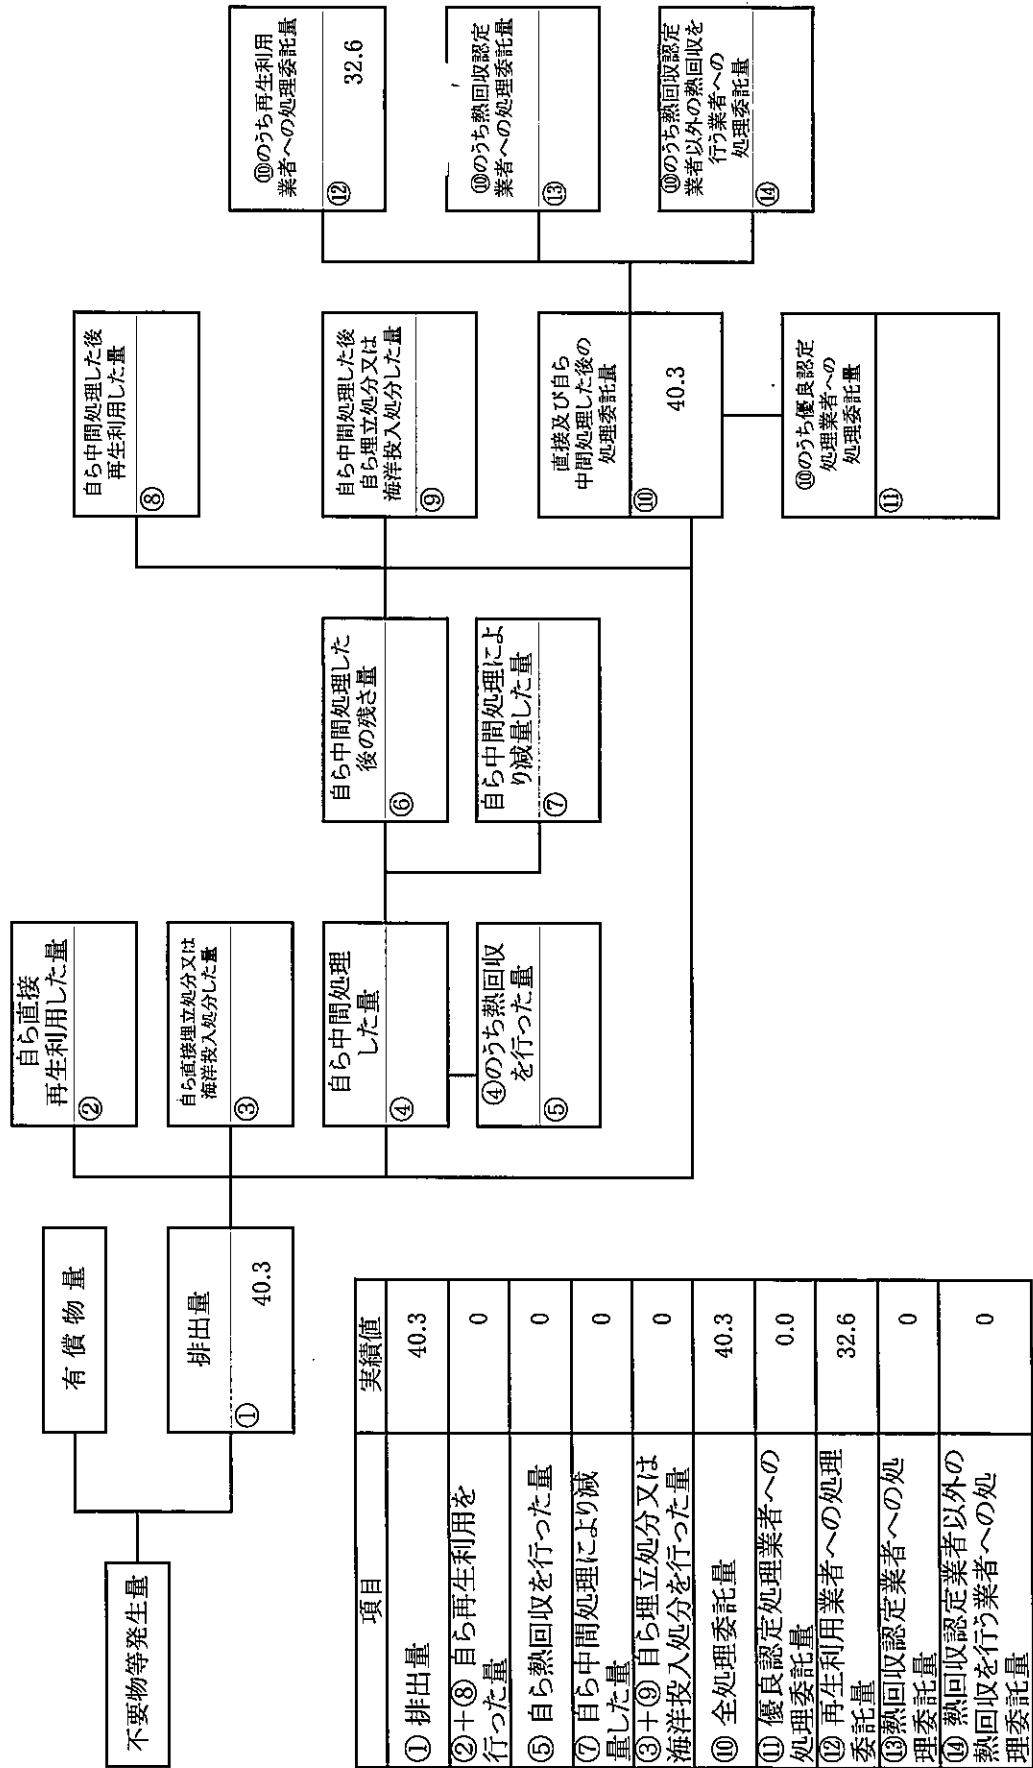 不要物等発生量
有償物量
排出量
①
40.3
自ら直接
再生利用した量
②
自ら直接埋立処分又は
海洋投入処分した量
③
自ら中間処理
した量
④
④のうち熱回収
を行った量
⑤
自ら中間処理した
後の残さ量
⑥
自ら中間処理によ
り減量した量
⑦
自ら中間処理した後
再生利用した量
⑧
自ら中間処理した後
自ら埋立処分又は
海洋投入処分した量
⑨
直接及び自ら
中間処理した後の
処理委託量
⑩
40.3
⑩のうち優良認定
処理業者への
処理委託量
⑪
⑩のうち再生利用
業者への処理委託量
⑫
32.6
⑩のうち熱回収認定
業者への処理委託量
⑬
⑩のうち熱回収認定
業者以外の熱回収を
行う業者への
処理委託量
⑭
項目 実績値
① 排出量 40.3
②+⑧ 自ら再生利用を
行った量 0
⑤ 自ら熱回収を行った量 0
⑦ 自ら中間処理により減
量した量 0
③+⑨ 自ら埋立処分又は
海洋投入処分を行った量 0
⑩ 全処理委託量 40.3
⑪ 優良認定処理業者への
処理委託量 0.0
⑫ 再生利用業者への処理
委託量 32.6
⑬熱回収認定業者への処
理委託量 0
⑭ 熱回収認定業者以外の
熱回収を行う業者への処
理委託量 0